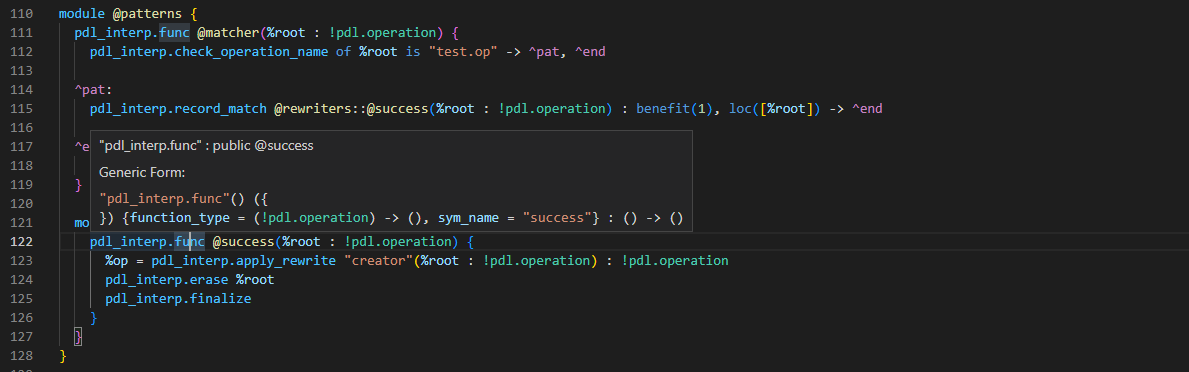 110 module @patterns {
111 pdl_interp.func @matcher(%root : !pdl.operation) {
112 pdl_interp.check_operation_name of %root is "test.op" -> ^pat, ^end
113
114 ^pat:
115 pdl_interp.record_match @rewriters::@success(%root : !pdl.operation) : benefit(1), loc([%root]) -> ^end
116
117 ^e
"pdl_interp.func" : public @success
118
Generic Form:
119 }
120
"pdl_interp.func"() ({
121 mo
}) {function_type = (!pdl.operation) -> (), sym_name = "success"} : () -> ()
122 pdl_interp.func @success(%root : !pdl.operation) {
123 %op = pdl_interp.apply_rewrite "creator"(%root : !pdl.operation) : !pdl.operation
124 pdl_interp.erase %root
125 pdl_interp.finalize
126 }
127 }
128 }